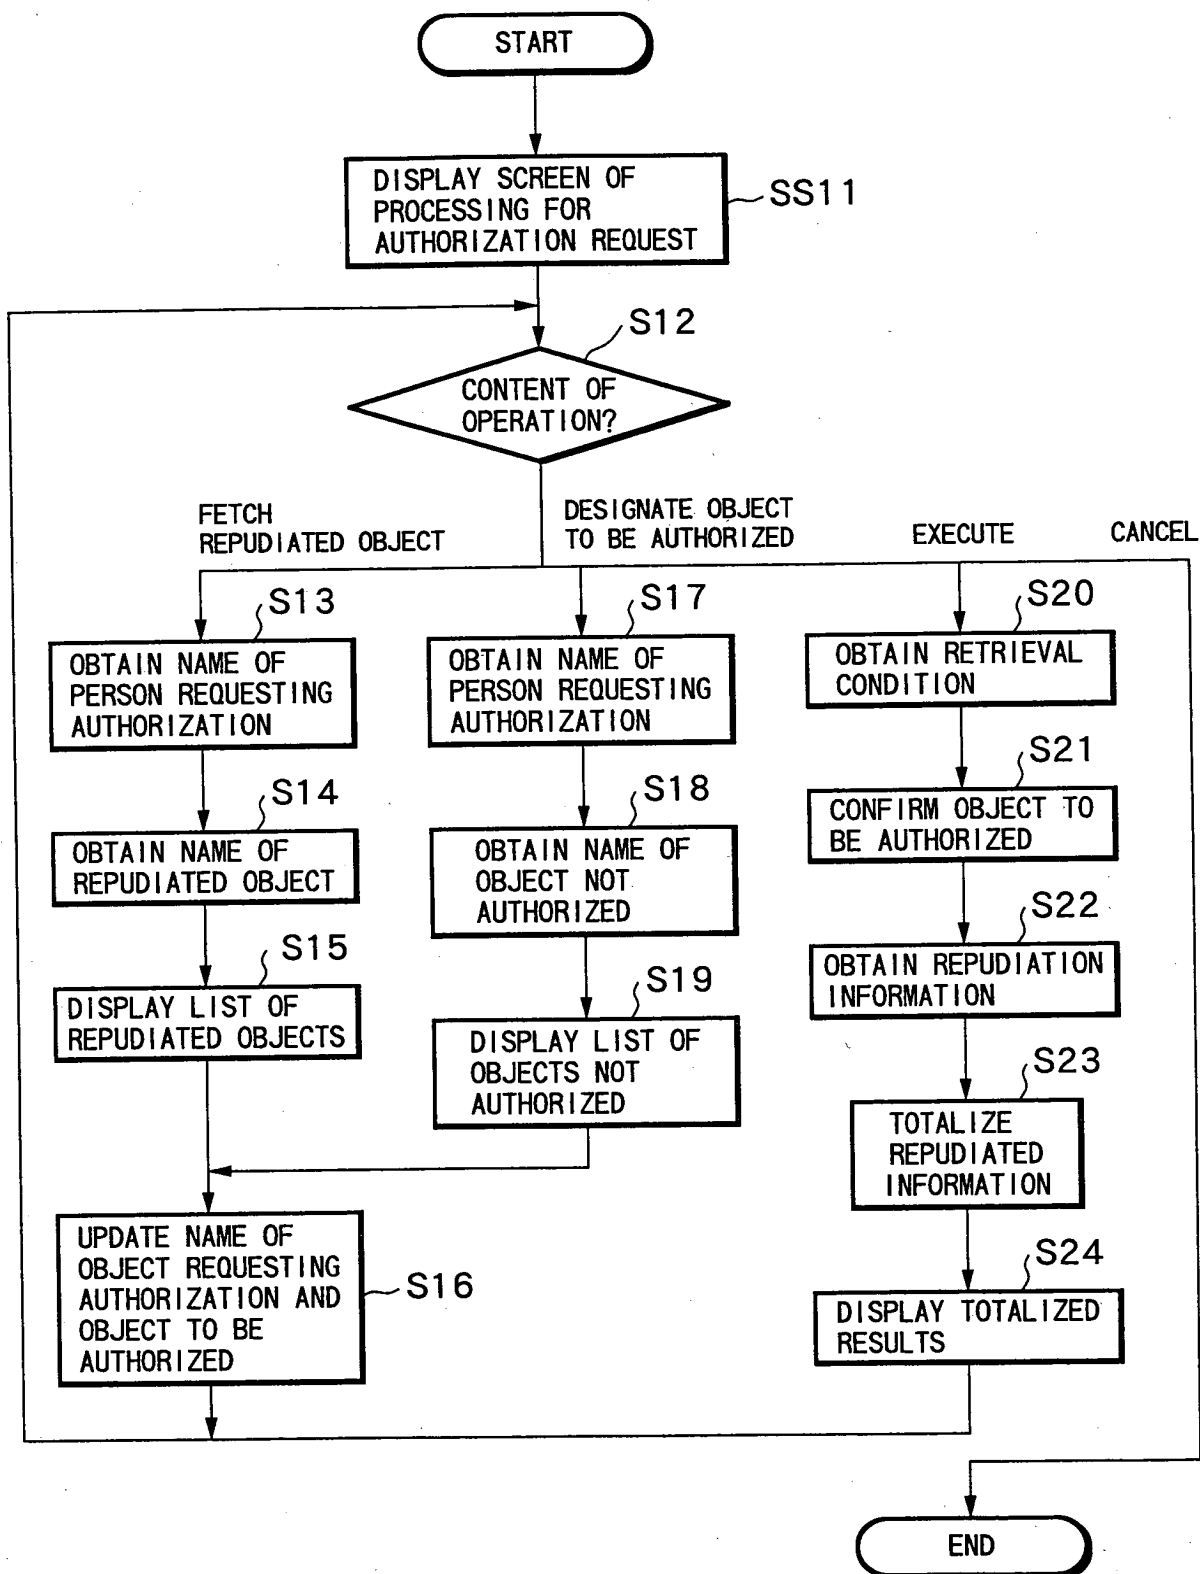 START
DISPLAY SCREEN OF
PROCESSING FOR
AUTHORIZATION REQUEST
SS11
S12
CONTENT OF
OPERATION?
FETCH
REPUDIATED OBJECT
DESIGNATE OBJECT
TO BE AUTHORIZED
EXECUTE
CANCEL
S13
OBTAIN NAME OF
PERSON REQUESTING
AUTHORIZATION
S14
OBTAIN NAME OF
REPUDIATED OBJECT
S15
DISPLAY LIST OF
REPUDIATED OBJECTS
UPDATE NAME OF
OBJECT REQUESTING
AUTHORIZATION AND
OBJECT TO BE
AUTHORIZED
S16
S17
OBTAIN NAME OF
PERSON REQUESTING
AUTHORIZATION
S18
OBTAIN NAME OF
OBJECT NOT
AUTHORIZED
S19
DISPLAY LIST OF
OBJECTS NOT
AUTHORIZED
S20
OBTAIN RETRIEVAL
CONDITION
S21
CONFIRM OBJECT TO
BE AUTHORIZED
S22
OBTAIN REPUDIATION
INFORMATION
S23
TOTALIZE
REPUDIATED
INFORMATION
S24
DISPLAY TOTALIZED
RESULTS
END